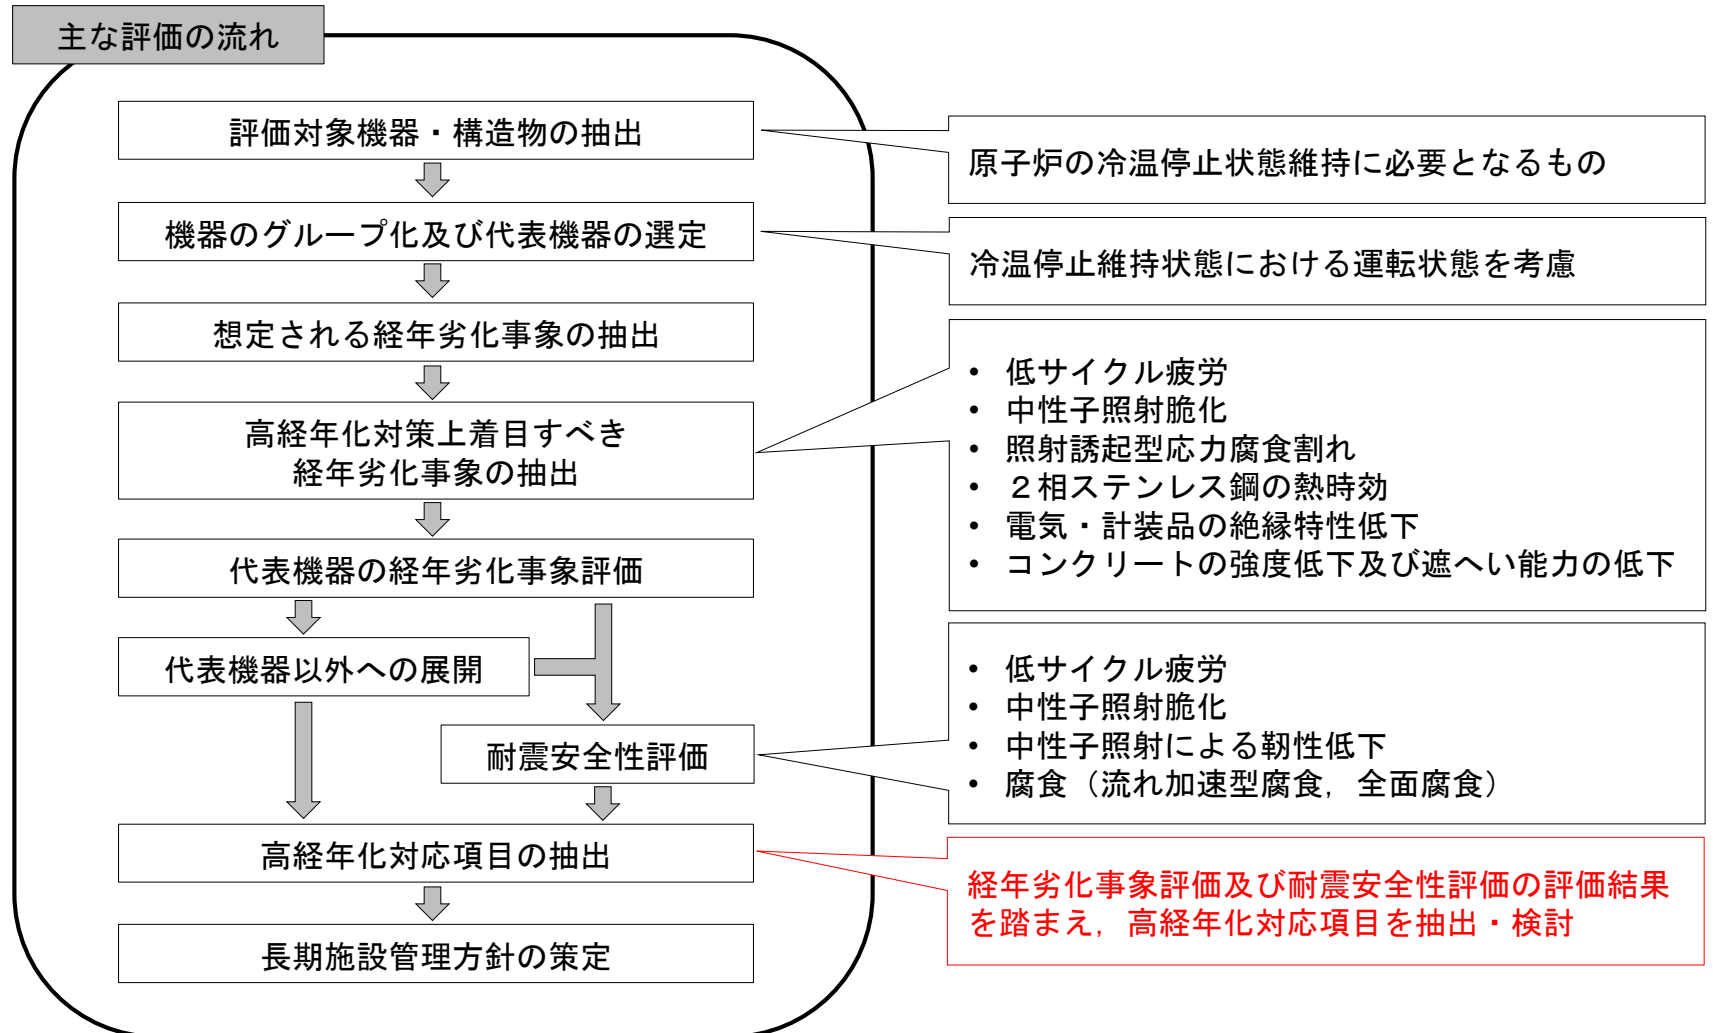 主な評価の流れ
評価対象機器・構造物の抽出
原子炉の冷温停止状態維持に必要となるもの
機器のグループ化及び代表機器の選定
冷温停止維持状態における運転状態を考慮
想定される経年劣化事象の抽出
高経年化対策上着目すべき
経年劣化事象の抽出
• 低サイクル疲労
• 中性子照射脆化
• 照射誘起型応力腐食割れ
• ２相ステンレス鋼の熱時効
• 電気・計装品の絶縁特性低下
• コンクリートの強度低下及び遮へい能力の低下
代表機器の経年劣化事象評価
代表機器以外への展開
耐震安全性評価
• 低サイクル疲労
• 中性子照射脆化
• 中性子照射による靭性低下
• 腐食（流れ加速型腐食，全面腐食）
高経年化対応項目の抽出
経年劣化事象評価及び耐震安全性評価の評価結果
を踏まえ，高経年化対応項目を抽出・検討
長期施設管理方針の策定